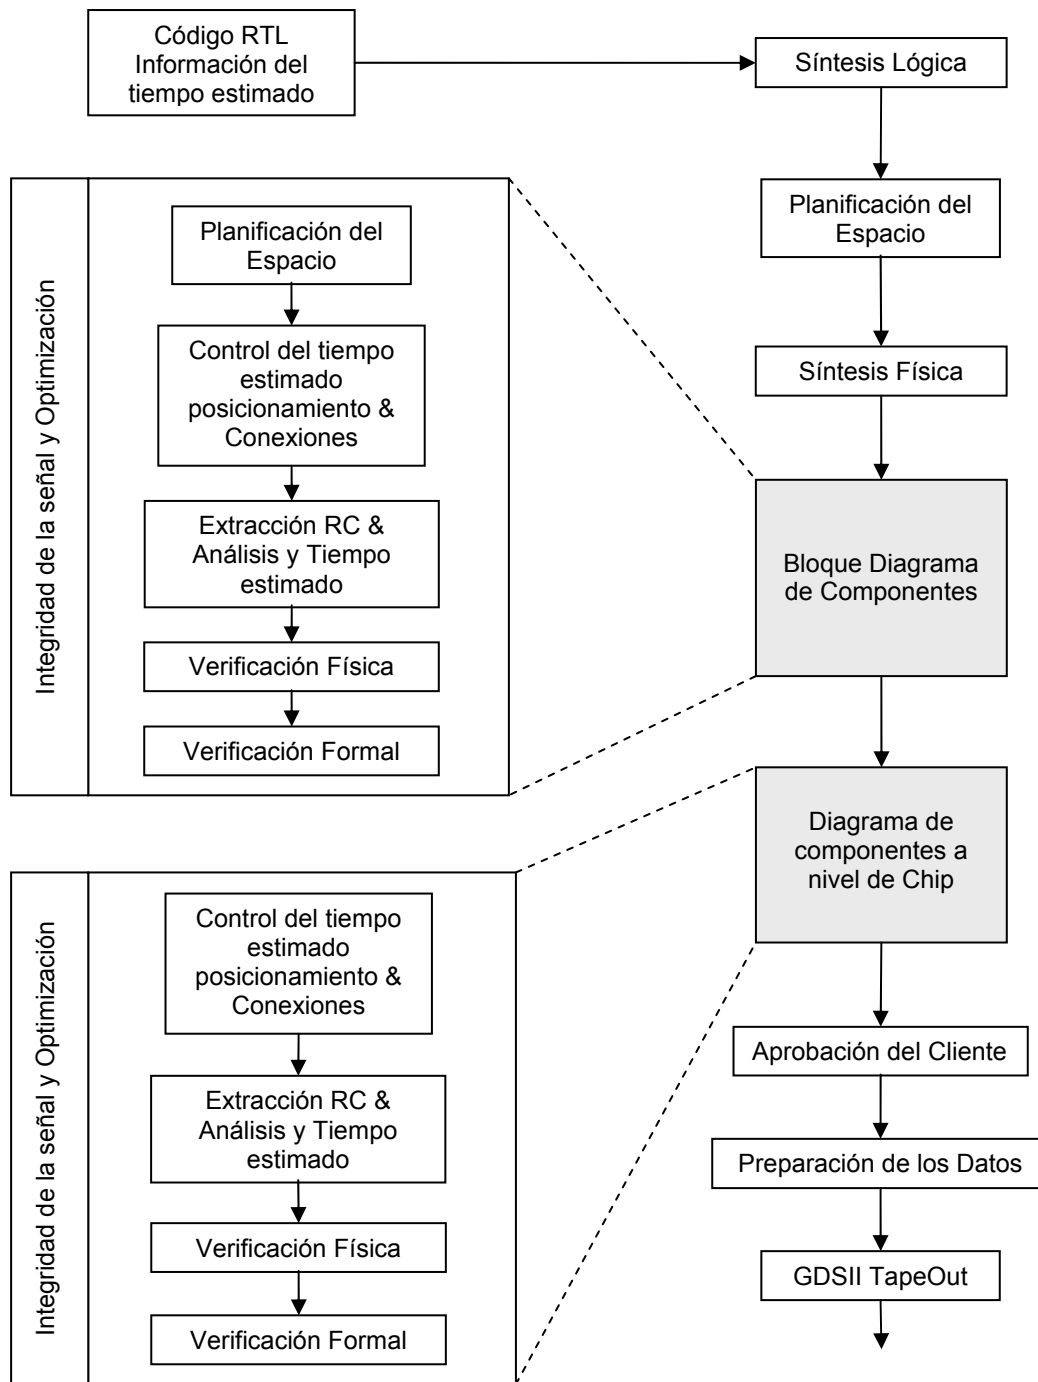 Código RTL
Información del
tiempo estimado
Síntesis Lógica
Planificación del
Espacio
Síntesis Física
Bloque Diagrama
de Componentes
Diagrama de
componentes a
nivel de Chip
Aprobación del Cliente
Preparación de los Datos
GDSII TapeOut
Integridad de la señal y Optimización
Planificación del
Espacio
Control del tiempo
estimado
posicionamiento &
Conexiones
Extracción RC &
Análisis y Tiempo
estimado
Verificación Física
Verificación Formal
Integridad de la señal y Optimización
Control del tiempo
estimado
posicionamiento &
Conexiones
Extracción RC &
Análisis y Tiempo
estimado
Verificación Física
Verificación Formal